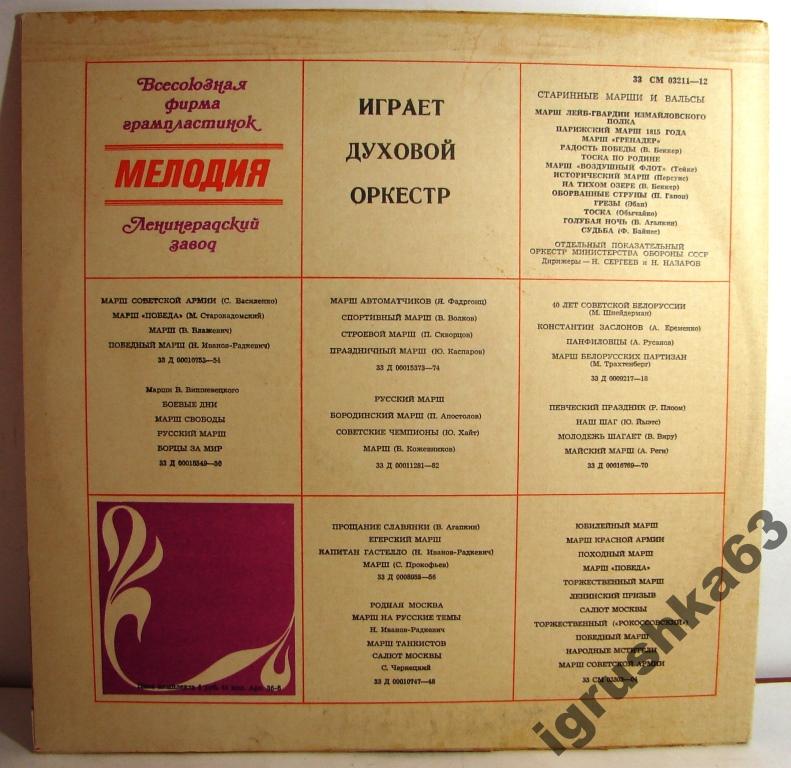 Всесоюзная
фирма
грампластинок
МЕЛОДИЯ
Ленинградский
завод
ИГРАЕТ
ДУХОВОЙ
ОРКЕСТР
33 СМ 03211—12
СТАРИННЫЕ МАРШИ И ВАЛЬСЫ
МАРШ ЛЕЙБ-ГВАРДИИ ИЗМАЙЛОВСКОГО
ПОЛКА
ПАРИЖСКИЙ МАРШ 1815 ГОДА
МАРШ «ГРЕНАДЕР»
РАДОСТЬ ПОБЕДЫ (В. Беккер)
ТОСКА ПО РОДИНЕ
МАРШ «ВОЗДУШНЫЙ ФЛОТ» (Тейке)
ИСТОРИЧЕСКИЙ МАРШ (Персуис)
НА ТИХОМ ОЗЕРЕ (В. Беккер)
ОБОРВАННЫЕ СТРУНЫ (П. Гапон)
ГРЕЗЫ (Эбан)
ТОСКА (Обычайко)
ГОЛУБАЯ НОЧЬ (В. Агапкин)
СУДЬБА (Ф. Байнес)
ОТДЕЛЬНЫЙ ПОКАЗАТЕЛЬНЫЙ
ОРКЕСТР МИНИСТЕРСТВА ОБОРОНЫ СССР
Дирижеры — Н. СЕРГЕЕВ и Н. НАЗАРОВ
МАРШ СОВЕТСКОЙ АРМИИ (С. Василенко)
МАРШ «ПОБЕДА» (М. Старокадомский)
МАРШ (В. Блажевич)
ПОБЕДНЫЙ МАРШ (Н. Иванов-Радкевич)
33 Д 00010753—54
Марши В. Вишневецкого
БОЕВЫЕ ДНИ
МАРШ СВОБОДЫ
РУССКИЙ МАРШ
БОРЦЫ ЗА МИР
33 Д 00015349—50
МАРШ АВТОМАТЧИКОВ (Я. Фадргонц)
СПОРТИВНЫЙ МАРШ (В. Волков)
СТРОЕВОЙ МАРШ (П. Скворцов)
ПРАЗДНИЧНЫЙ МАРШ (Ю. Каспаров)
33 Д 00015373—74
РУССКИЙ МАРШ
БОРОДИНСКИЙ МАРШ (П. Апостолов)
СОВЕТСКИЕ ЧЕМПИОНЫ (Ю. Хайт)
МАРШ (Б. Кожевников)
33 Д 00011281—82
40 ЛЕТ СОВЕТСКОЙ БЕЛОРУССИИ
(М. Шнейдерман)
КОНСТАНТИН ЗАСЛОНОВ (А. Еременко)
ПАНФИЛОВЦЫ (А. Русанов)
МАРШ БЕЛОРУССКИХ ПАРТИЗАН
(М. Трахтенберг)
33 Д 0009217—18
ПЕВЧЕСКИЙ ПРАЗДНИК (Р. Плоом)
НАШ ШАГ (Ю. Йыэтс)
МОЛОДЕЖЬ ШАГАЕТ (В. Виру)
МАЙСКИЙ МАРШ (А. Реги)
33 Д 00016769—70
ПРОЩАНИЕ СЛАВЯНКИ (В. Агапкин)
ЕГЕРСКИЙ МАРШ
КАПИТАН ГАСТЕЛЛО (Н. Иванов-Радкевич)
МАРШ (С. Прокофьев)
33 Д 0008955—56
РОДНАЯ МОСКВА
МАРШ НА РУССКИЕ ТЕМЫ
Н. Иванов-Радкевич
МАРШ ТАНКИСТОВ
САЛЮТ МОСКВЫ
С. Чернецкий
33 Д 00010747—48
ЮБИЛЕЙНЫЙ МАРШ
МАРШ КРАСНОЙ АРМИИ
ПОХОДНЫЙ МАРШ
МАРШ «ПОБЕДА»
ТОРЖЕСТВЕННЫЙ МАРШ
ЛЕНИНСКИЙ ПРИЗЫВ
САЛЮТ МОСКВЫ
ТОРЖЕСТВЕННЫЙ («РОКОССОВСКИЙ»)
ПОБЕДНЫЙ МАРШ
НАРОДНЫЕ МСТИТЕЛИ
МАРШ СОВЕТСКОЙ АРМИИ
33 СМ 03303—04
igrushka63